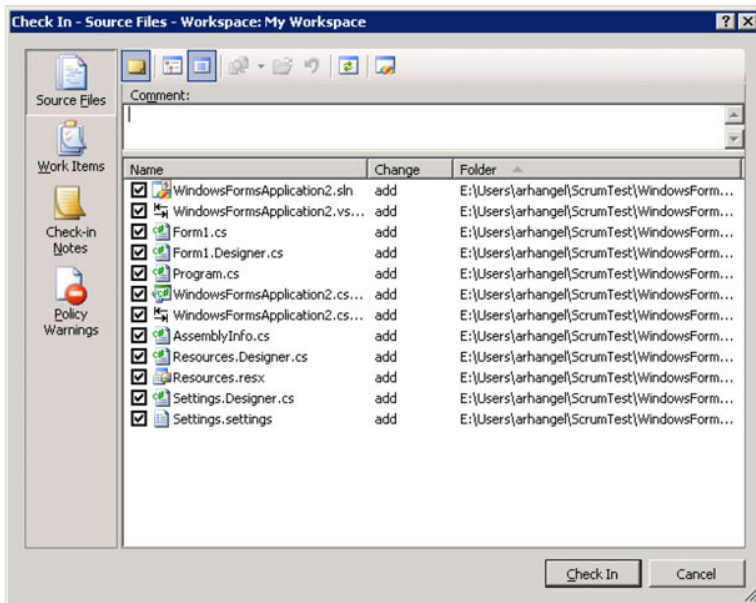 Check In - Source Files - Workspace: My Workspace
Source Files
Work Items
Check-in Notes
Policy Warnings
Comment:
Name Change Folder
WindowsFormsApplication2.sln add E:\Users\arhangel\ScrumTest\WindowsForm...
WindowsFormsApplication2.vs... add E:\Users\arhangel\ScrumTest\WindowsForm...
Form1.cs add E:\Users\arhangel\ScrumTest\WindowsForm...
Form1.Designer.cs add E:\Users\arhangel\ScrumTest\WindowsForm...
Program.cs add E:\Users\arhangel\ScrumTest\WindowsForm...
WindowsFormsApplication2.cs... add E:\Users\arhangel\ScrumTest\WindowsForm...
WindowsFormsApplication2.cs... add E:\Users\arhangel\ScrumTest\WindowsForm...
AssemblyInfo.cs add E:\Users\arhangel\ScrumTest\WindowsForm...
Resources.Designer.cs add E:\Users\arhangel\ScrumTest\WindowsForm...
Resources.resx add E:\Users\arhangel\ScrumTest\WindowsForm...
Settings.Designer.cs add E:\Users\arhangel\ScrumTest\WindowsForm...
Settings.settings add E:\Users\arhangel\ScrumTest\WindowsForm...
Check In Cancel